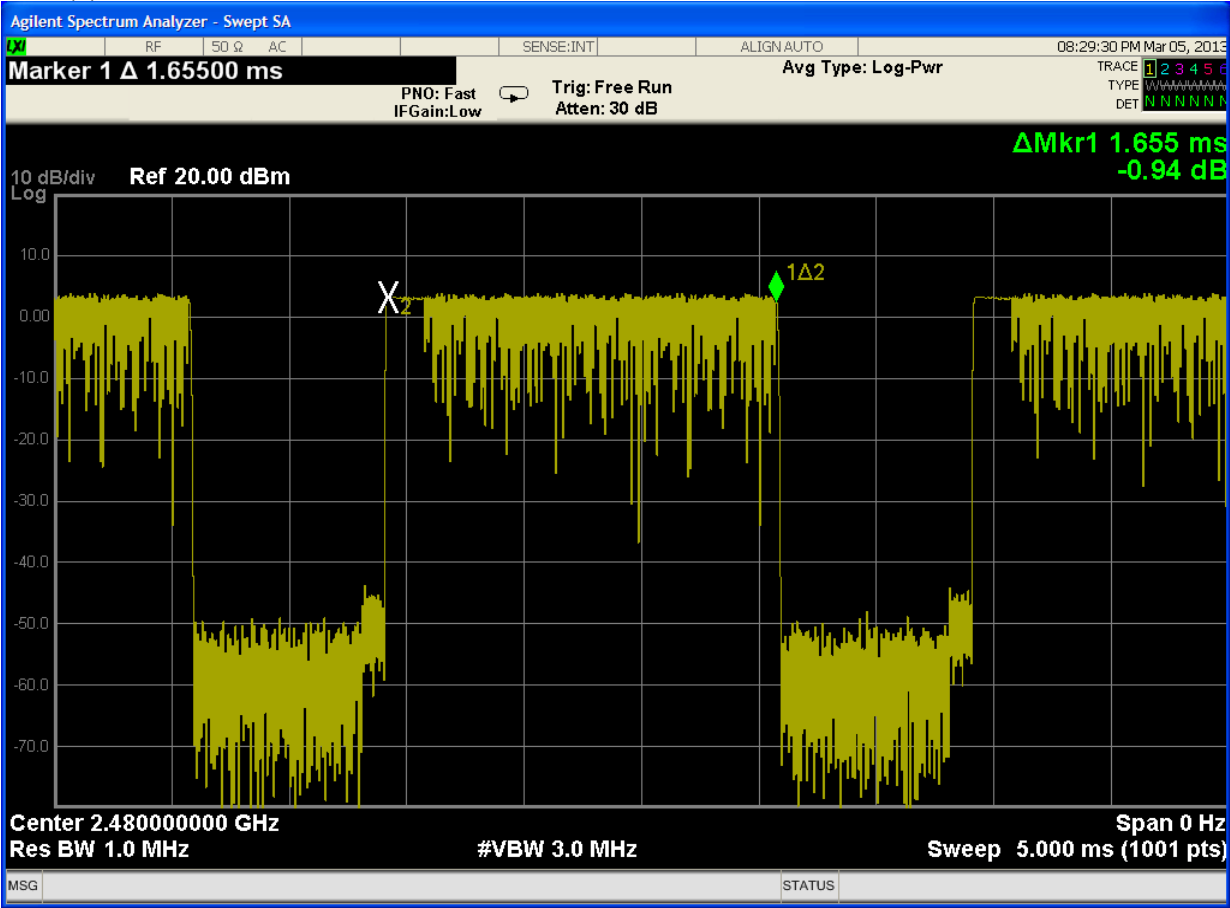 Agilent Spectrum Analyzer - Swept SA
LXI RF 50 Ω AC SENSE:INT ALIGN AUTO 08:29:30 PM Mar 05, 2013
Marker 1 Δ 1.65500 ms
PNO: Fast
IFGain:Low
Trig: Free Run
Atten: 30 dB
Avg Type: Log-Pwr
TRACE 1 2 3 4 5 6
TYPE
DET N N N N N N
ΔMkr1 1.655 ms
-0.94 dB
10 dB/div Ref 20.00 dBm
Log
10.0
0.00
-10.0
-20.0
-30.0
-40.0
-50.0
-60.0
-70.0
X2
1Δ2
Center 2.480000000 GHz Span 0 Hz
Res BW 1.0 MHz #VBW 3.0 MHz Sweep 5.000 ms (1001 pts)
MSG STATUS